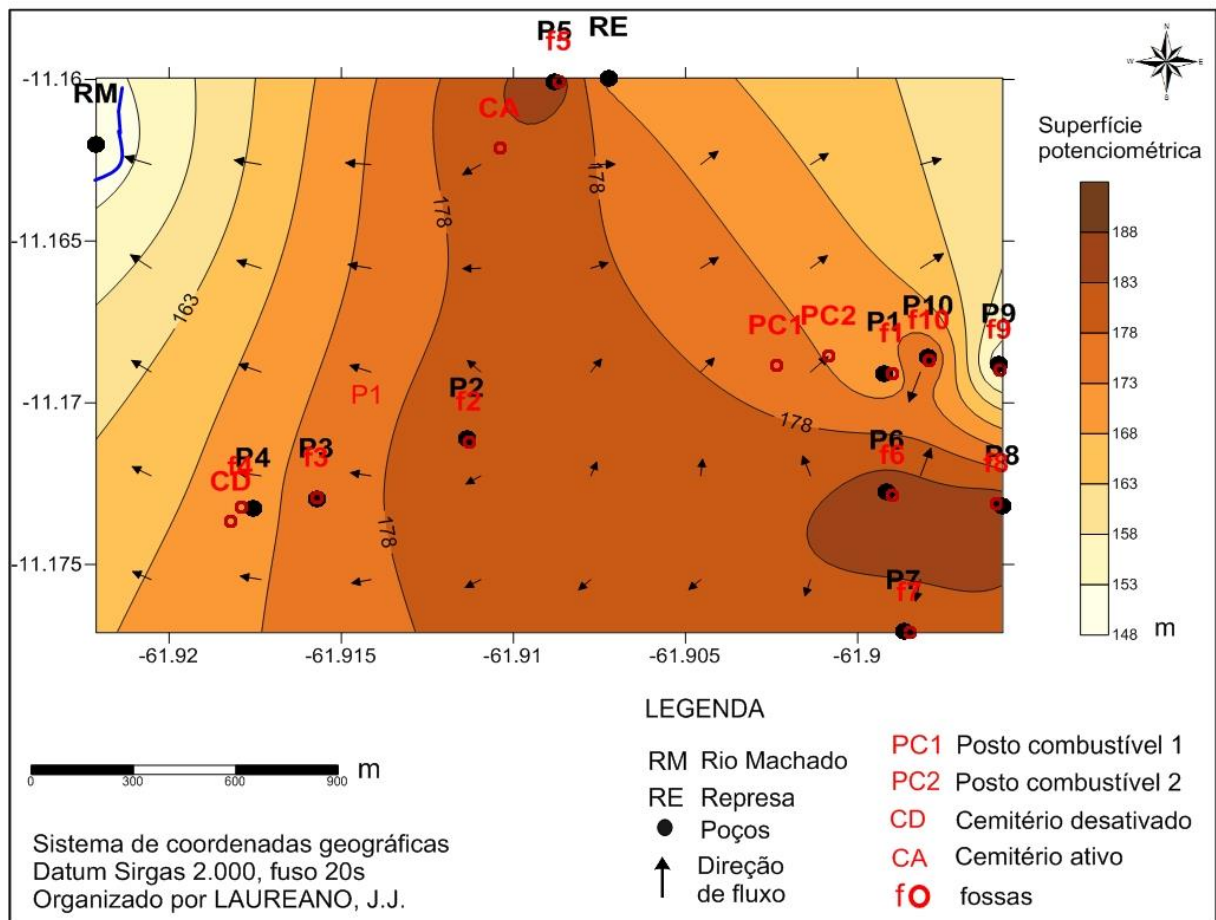 P5
f5
RE
N
W
E
S
-11.16
RM
CA
178
178
Superfície
potenciométrica
188
183
178
173
168
163
158
153
148
m
-11.165
163
PC1
PC2
P1
f1
P10
f10
P9
f9
-11.17
P1
P2
f2
178
P4
f4
CD
P3
f3
P6
f6
P8
f8
-11.175
178
P7
f7
-61.92
-61.915
-61.91
-61.905
-61.9
LEGENDA
RM Rio Machado
RE Represa
Poços
Direção
de fluxo
PC1 Posto combustível 1
PC2 Posto combustível 2
CD Cemitério desativado
CA Cemitério ativo
f fossas
m
0 300 600 900
Sistema de coordenadas geográficas
Datum Sirgas 2.000, fuso 20s
Organizado por LAUREANO, J.J.